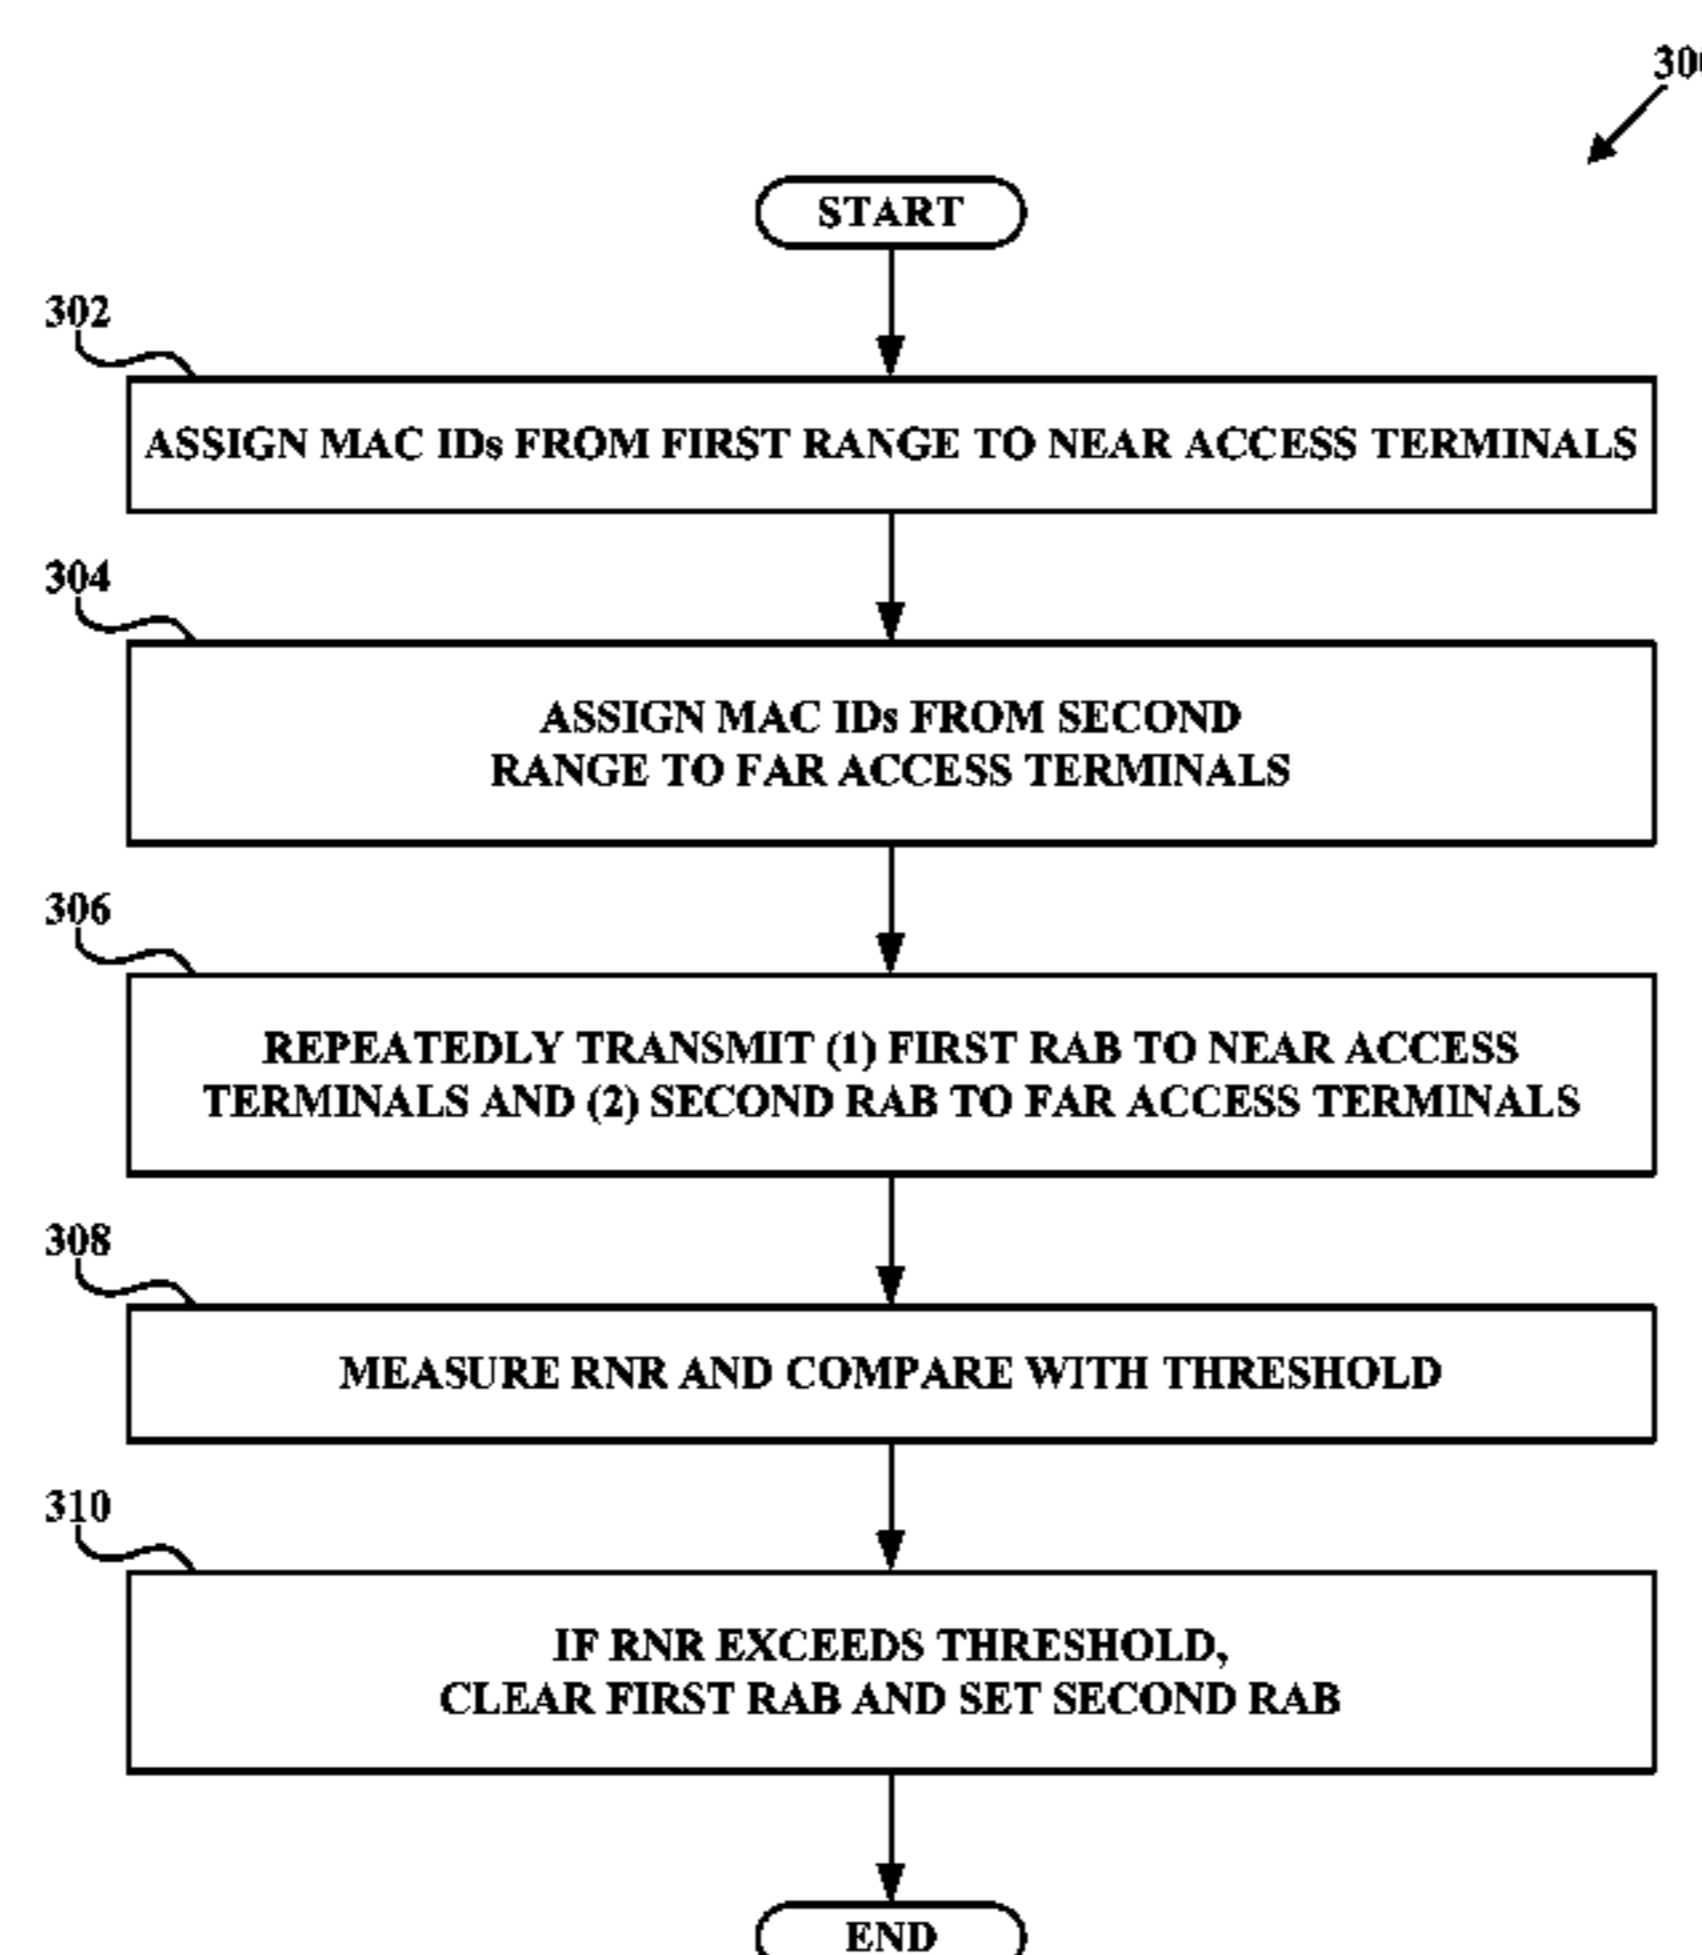 START
302
ASSIGN MAC IDs FROM FIRST RANGE TO NEAR ACCESS TERMINALS
304
ASSIGN MAC IDs FROM SECOND
RANGE TO FAR ACCESS TERMINALS
306
REPEATEDLY TRANSMIT (1) FIRST RAB TO NEAR ACCESS
TERMINALS AND (2) SECOND RAB TO FAR ACCESS TERMINALS
308
MEASURE RNR AND COMPARE WITH THRESHOLD
310
IF RNR EXCEEDS THRESHOLD,
CLEAR FIRST RAB AND SET SECOND RAB
END